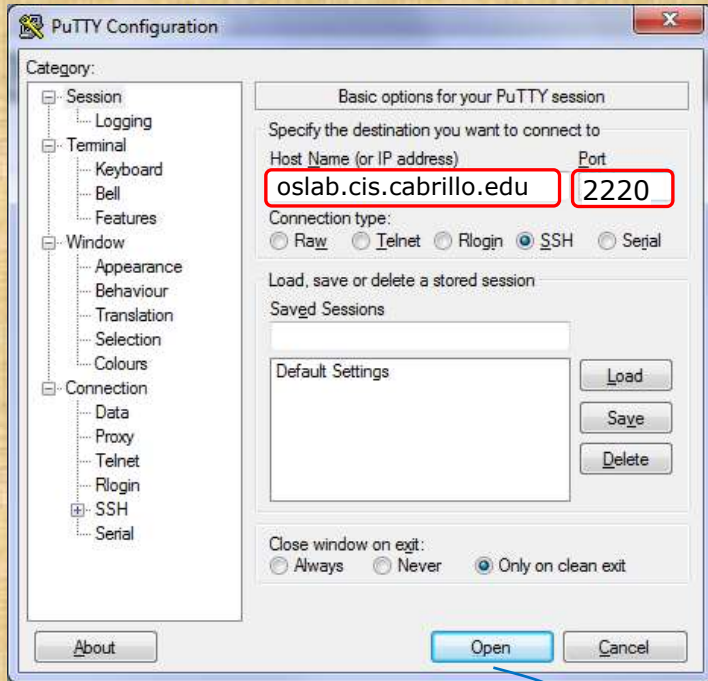 PuTTY Configuration
x
Category:
Session
Logging
Terminal
Keyboard
Bell
Features
Window
Appearance
Behaviour
Translation
Selection
Colours
Connection
Data
Proxy
Telnet
Rlogin
SSH
Serial
Basic options for your PuTTY session
Specify the destination you want to connect to
Host Name (or IP address) Port
oslab.cis.cabrillo.edu 2220
Connection type:
Raw Telnet Rlogin SSH Serial
Load, save or delete a stored session
Saved Sessions
Default Settings
Load
Save
Delete
Close window on exit:
Always Never Only on clean exit
About Open Cancel